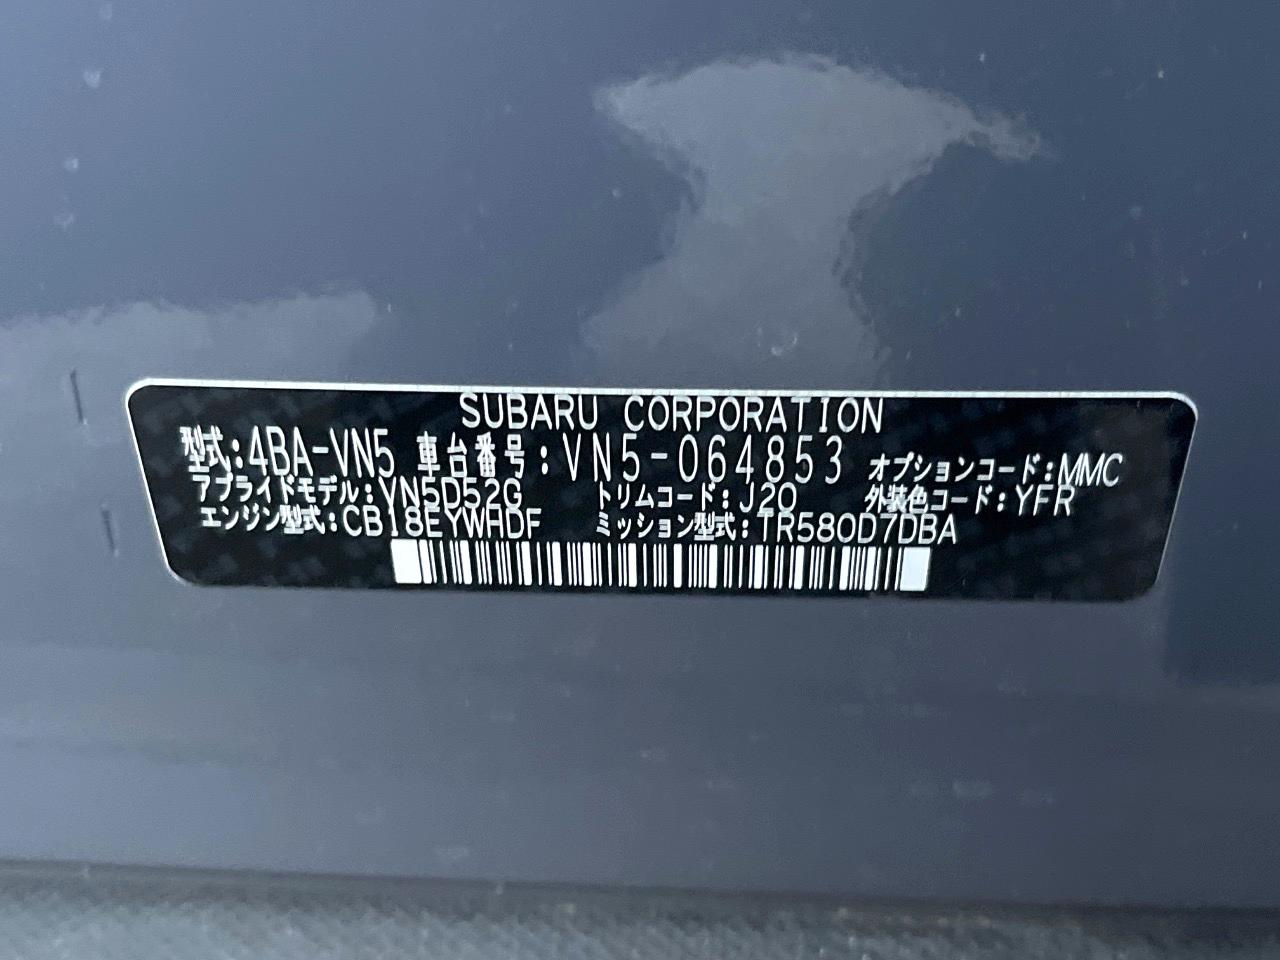 SUBARU CORPORATION
型式:4BA-VN5 車台番号:VN5-064853 オプションコード:MMC
アプライドモデル:VN5D52G トリムコード:J20 外装色コード:YFR
エンジン型式:CB18EYWHDF ミッション型式:TR580D7DBA